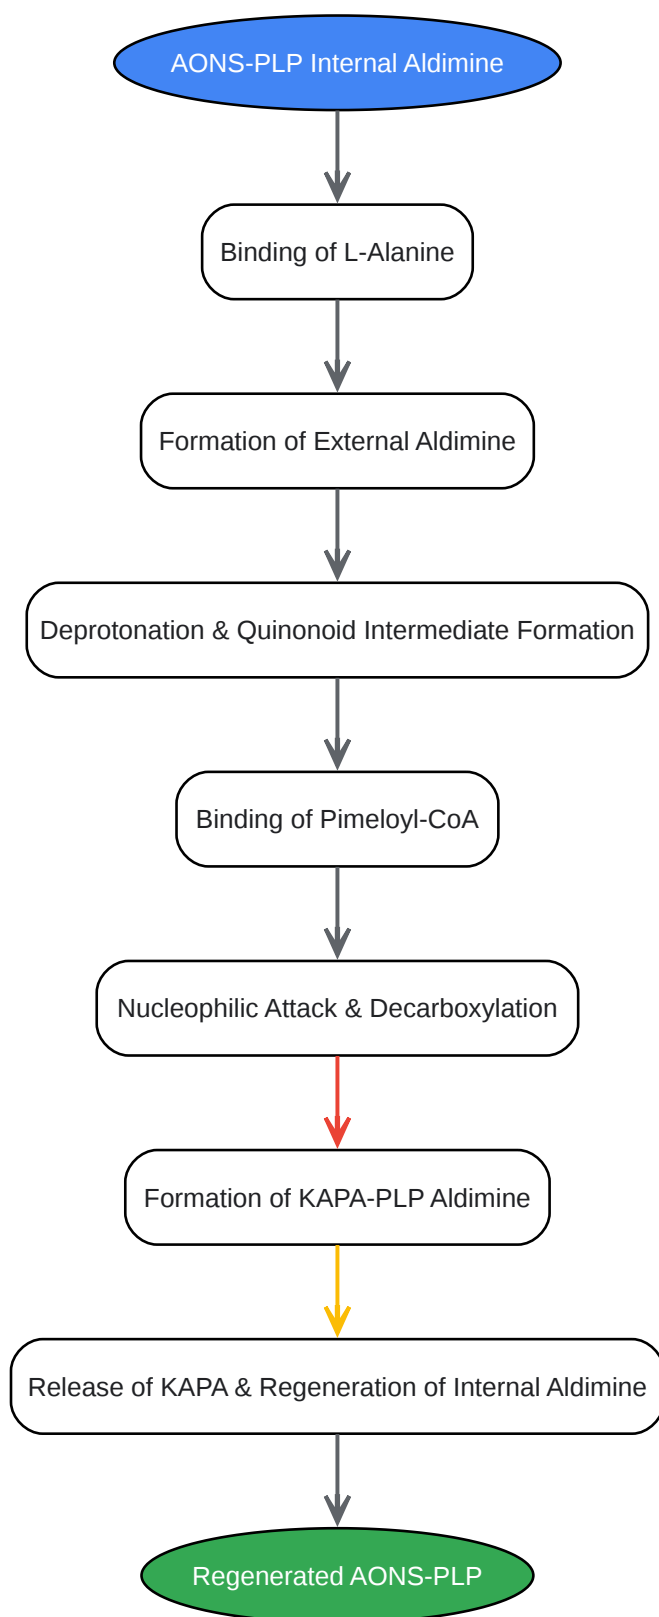 AONS-PLP Internal Aldimine
Binding of L-Alanine
Formation of External Aldimine
Deprotonation & Quinonoid Intermediate Formation
Binding of Pimeloyl-CoA
Nucleophilic Attack & Decarboxylation
Formation of KAPA-PLP Aldimine
Release of KAPA & Regeneration of Internal Aldimine
Regenerated AONS-PLP